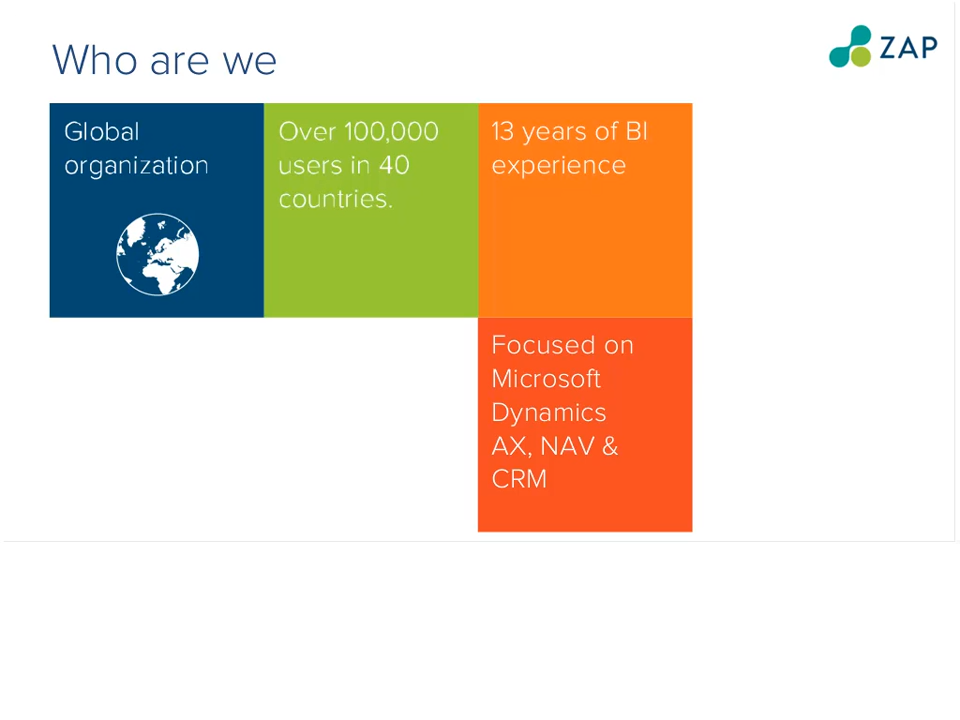 Who are we
ZAP
Global
organization
Over 100,000
users in 40
countries.
13 years of BI
experience
Focused on
Microsoft
Dynamics
AX, NAV &
CRM